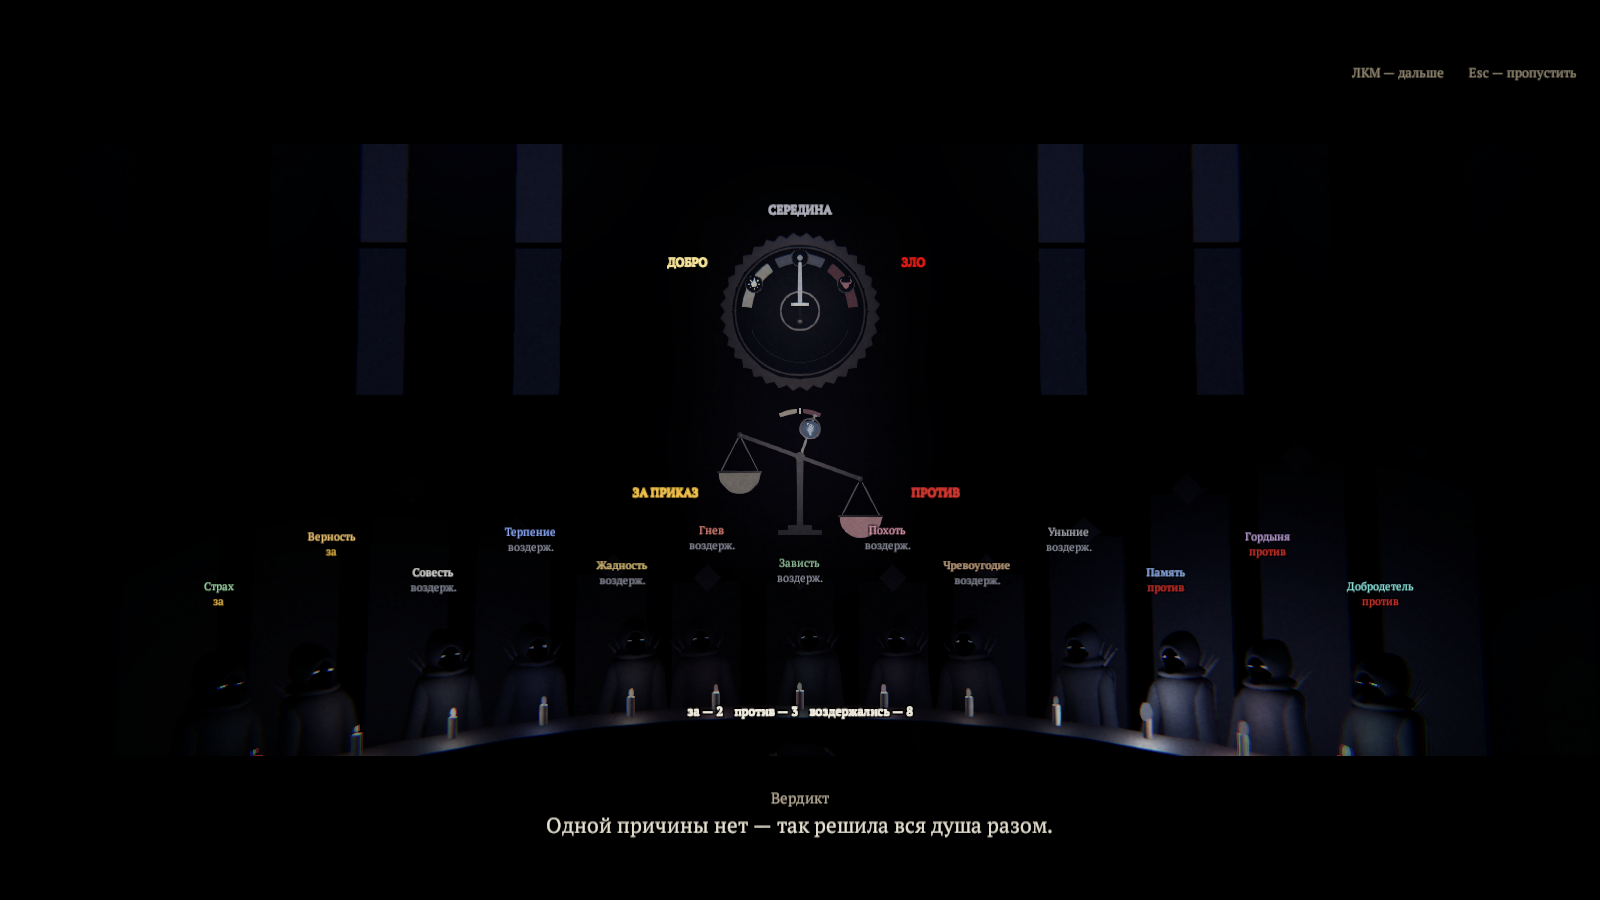 ЛКМ — дальше Esc — пропустить
СЕРЕДИНА
ДОБРО
ЗЛО
ЗА ПРИКАЗ
ПРОТИВ
Страх
за
Верность
за
Совесть
воздерж.
Терпение
воздерж.
Жадность
воздерж.
Гнев
воздерж.
Зависть
воздерж.
Похоть
воздерж.
Чревоугодие
воздерж.
Уныние
воздерж.
Память
против
Гордыня
против
Добродетель
против
за — 2 против — 3 воздержались — 8
Вердикт
Одной причины нет — так решила вся душа разом.